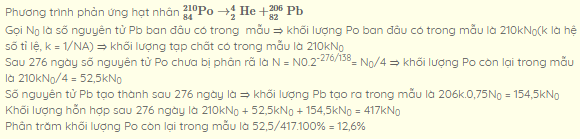 Phương trình phản ứng hạt nhân ²¹⁰₈₄Po →⁴₂ He +²⁰⁶₈₂ Pb
Gọi N₀ là số nguyên tử Pb ban đâu có trong mẫu ⇒ khối lượng Po ban đâu có trong mẫu là 210kN₀(k là hệ
số tỉ lệ, k = 1/NA) ⇒ khối lượng tạp chất có trong mẫu là 210kN₀
Sau 276 ngày số nguyên tử Po chưa bị phân rã là N = N0.2⁻²⁷⁶/¹³⁸= N₀/4 ⇒ khối lượng Po còn lại trong mẫu
là 210kN₀/4 = 52,5kN₀
Số nguyên tử Pb tạo thành sau 276 ngày là ⇒ khối lượng Pb tạo ra trong mẫu là 206k.0,75N₀ = 154,5kN₀
Khối lượng hỗn hợp sau 276 ngày là 210kN₀ + 52,5kN₀ + 154,5kN₀ = 417kN₀
Phân trăm khối lượng Po còn lại trong mẫu là 52,5/417.100% = 12,6%